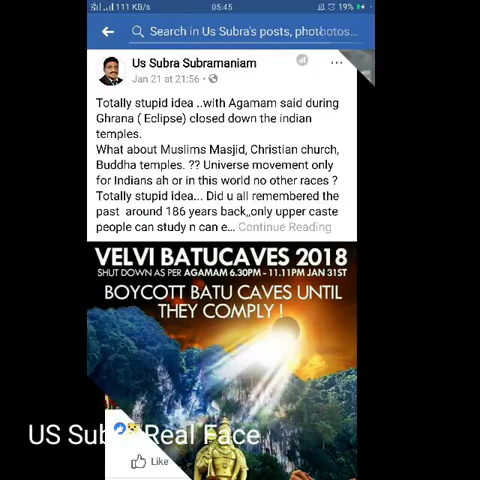 111 KB/s 05:45 19%
Search in Us Subra's posts, photos...
Us Subra Subramaniam
Jan 21 at 21:56
Totally stupid idea ..with Agamam said during
Ghrana ( Eclipse) closed down the indian
temples.
What about Muslims Masjid, Christian church,
Buddha temples. ?? Universe movement only
for Indians ah or in this world no other races ?
Totally stupid idea... Did u all remembered the
past around 186 years back,,only upper caste
people can study n can e... Continue Reading
VELVI BATUCAVES 2018
SHUT DOWN AS PER AGAMAM 6.30PM - 11.11PM JAN 31ST
BOYCOTT BATU CAVES UNTIL
THEY COMPLY !
US Subra Real Face
Like